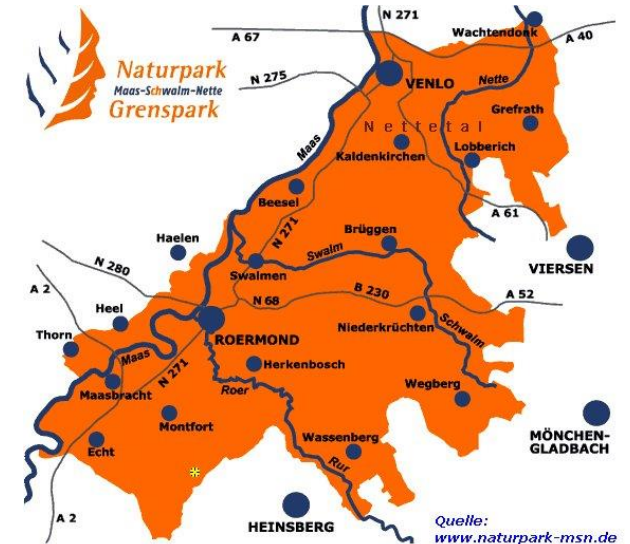 N 271
A 67
Wachtendonk
A 40
Naturpark
Maas-Schwalm-Nette
Grenspark
N 275
VENLO
Nette
Grefrath
Nettetal
Maas
Kaldenkirchen
Lobberich
Beesel
A 61
N 271
Brüggen
Haelen
Swalm
VIERSEN
N 280
Swalmen
A 2
N 68
B 230
A 52
Heel
Schwalm
Niederkrüchten
Thorn
ROERMOND
Maas
Herkenbosch
N 271
Roer
Wegberg
Maasbracht
Montfort
MÖNCHEN-
GLADBACH
Wassenberg
Echt
Rur
A 2
HEINSBERG
Quelle:
www.naturpark-msn.de